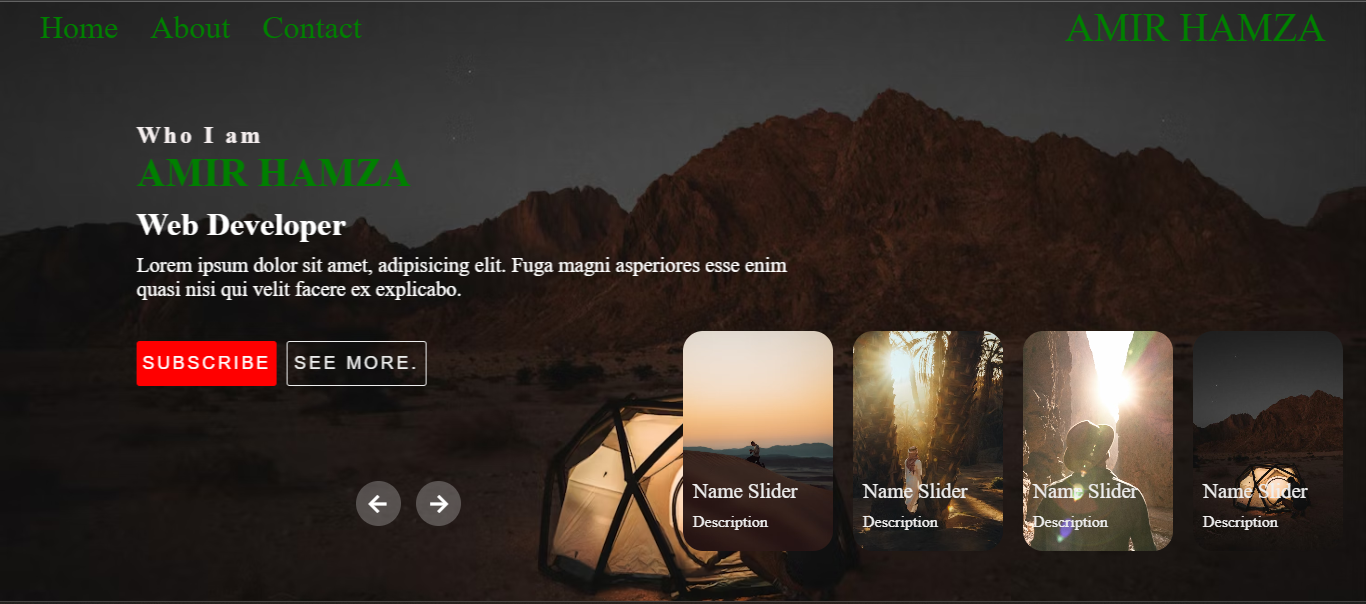 Home About Contact AMIR HAMZA
Who I am
AMIR HAMZA
Web Developer
Lorem ipsum dolor sit amet, adipisicing elit. Fuga magni asperiores esse enim
quasi nisi qui velit facere ex explicabo.
SUBSCRIBE SEE MORE.
Name Slider
Description
Name Slider
Description
Name Slider
Description
Name Slider
Description